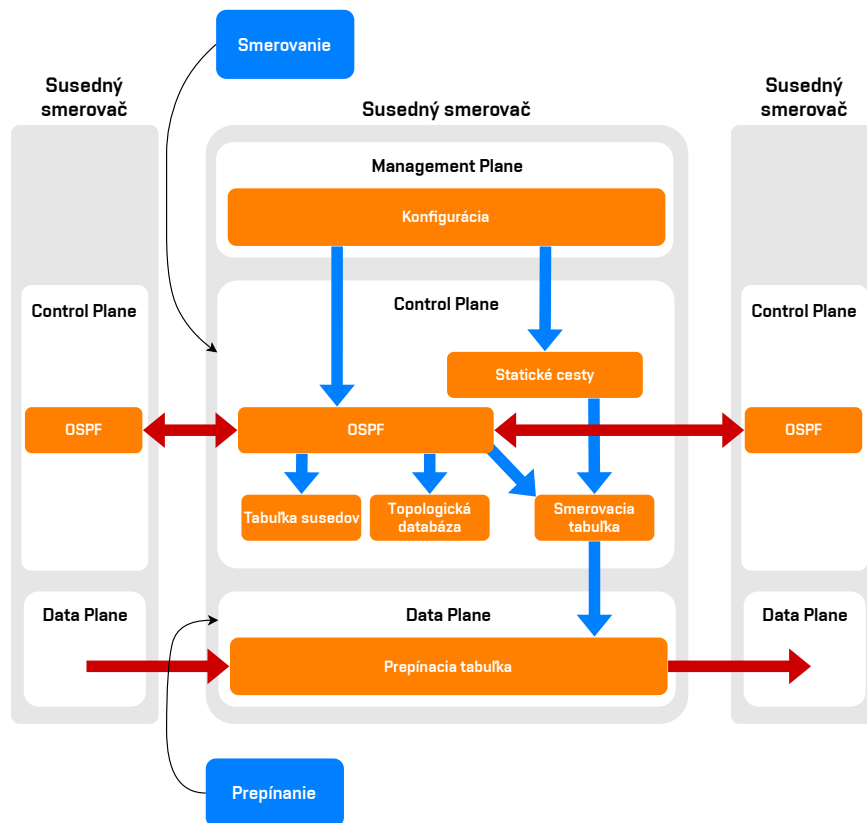 Smerovanie
Susedný
smerovač
Susedný smerovač
Susedný
smerovač
Management Plane
Konfigurácia
Control Plane
Control Plane
Control Plane
Statické cesty
OSPF
OSPF
OSPF
Tabuľka susedov
Topologická
databáza
Smerovacia
tabuľka
Data Plane
Data Plane
Data Plane
Prepínacia tabuľka
Prepínanie